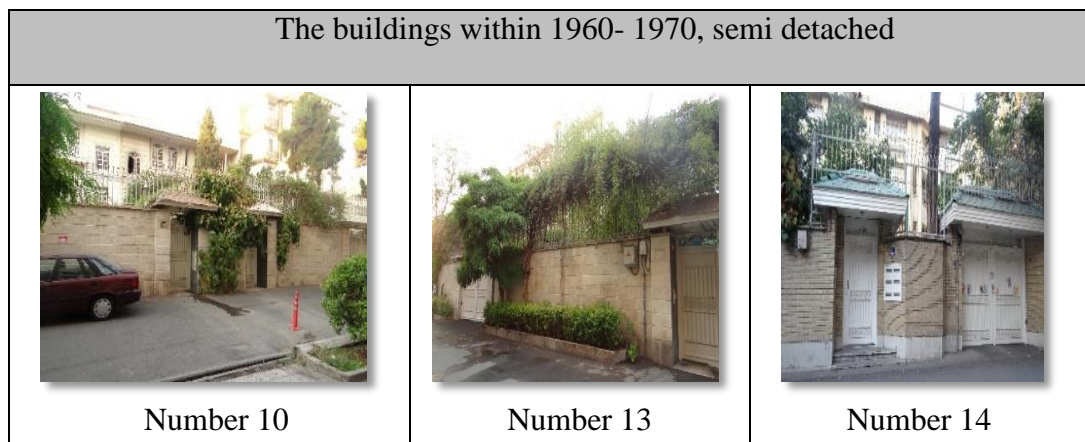 The buildings within 1960- 1970, semi detached
Number 10
Number 13
Number 14